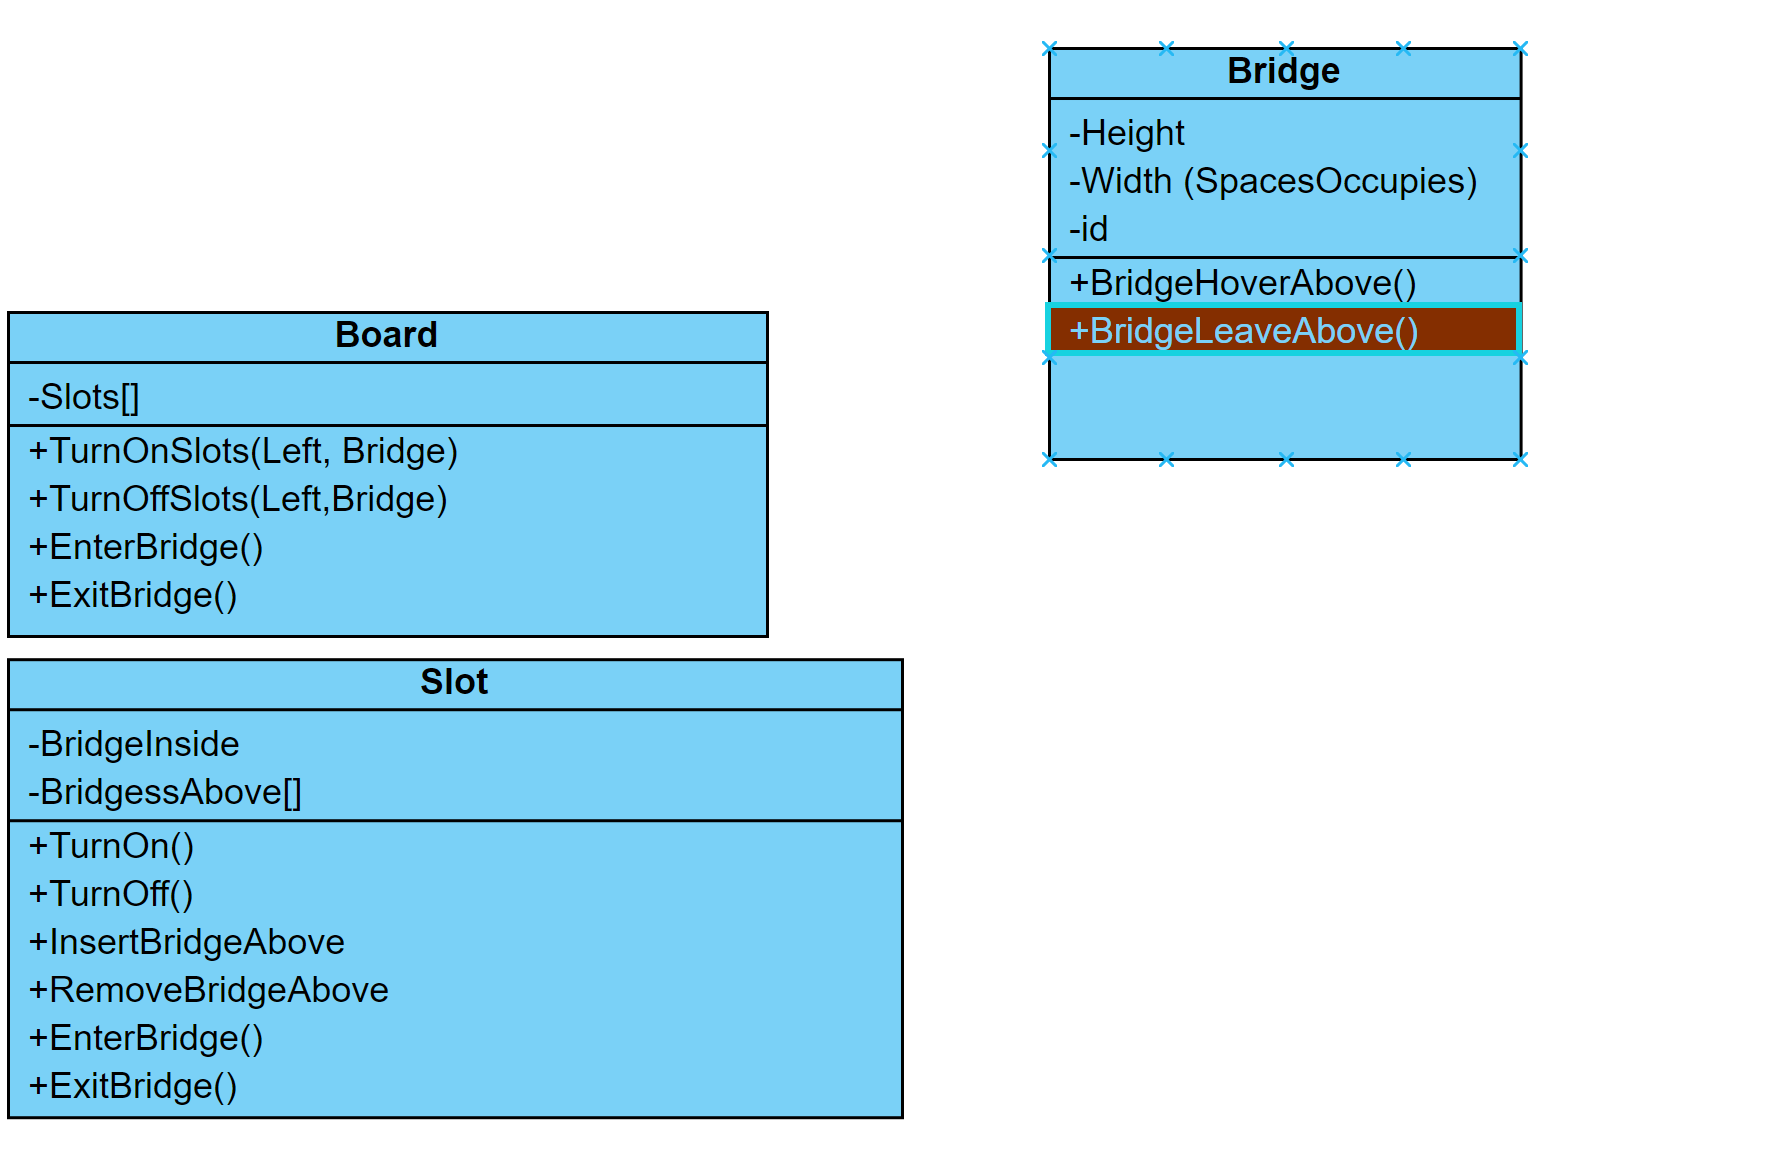 Bridge
-Height
-Width (SpacesOccupies)
-id
+BridgeHoverAbove()
+BridgeLeaveAbove()
Board
-Slots[]
+TurnOnSlots(Left, Bridge)
+TurnOffSlots(Left,Bridge)
+EnterBridge()
+ExitBridge()
Slot
-BridgeInside
-BridgessAbove[]
+TurnOn()
+TurnOff()
+InsertBridgeAbove
+RemoveBridgeAbove
+EnterBridge()
+ExitBridge()